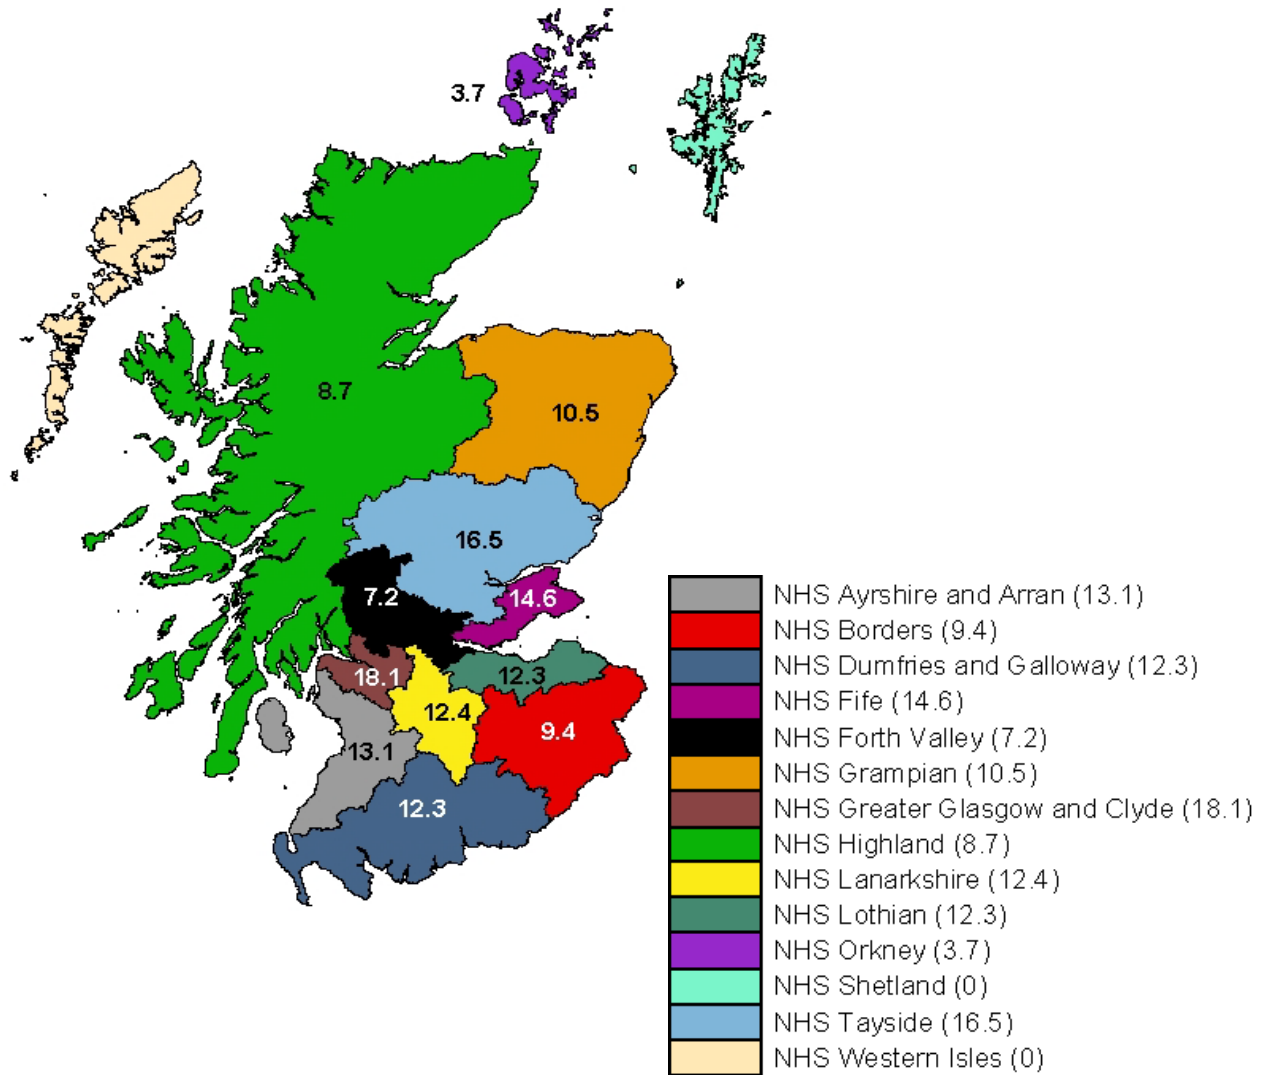 3.7
8.7
10.5
16.5
7.2
14.6
18.1
12.3
12.4
9.4
13.1
12.3
NHS Ayrshire and Arran (13.1)
NHS Borders (9.4)
NHS Dumfries and Galloway (12.3)
NHS Fife (14.6)
NHS Forth Valley (7.2)
NHS Grampian (10.5)
NHS Greater Glasgow and Clyde (18.1)
NHS Highland (8.7)
NHS Lanarkshire (12.4)
NHS Lothian (12.3)
NHS Orkney (3.7)
NHS Shetland (0)
NHS Tayside (16.5)
NHS Western Isles (0)